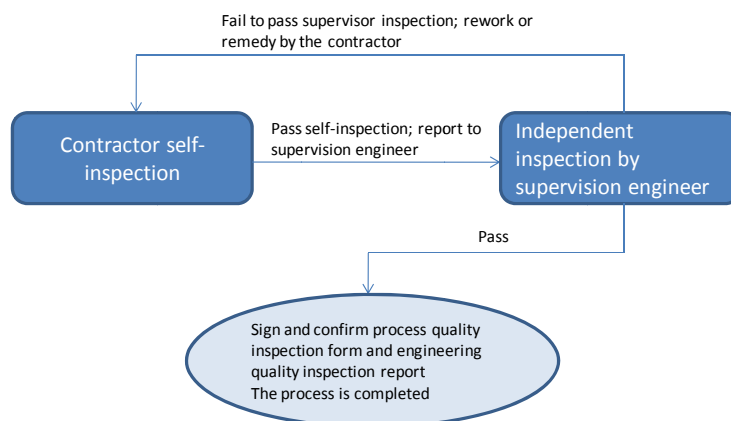 Fail to pass supervisor inspection; rework or
remedy by the contractor
Contractor self-
inspection
Pass self-inspection; report to
supervision engineer
Independent
inspection by
supervision engineer
Pass
Sign and confirm process quality
inspection form and engineering
quality inspection report
The process is completed